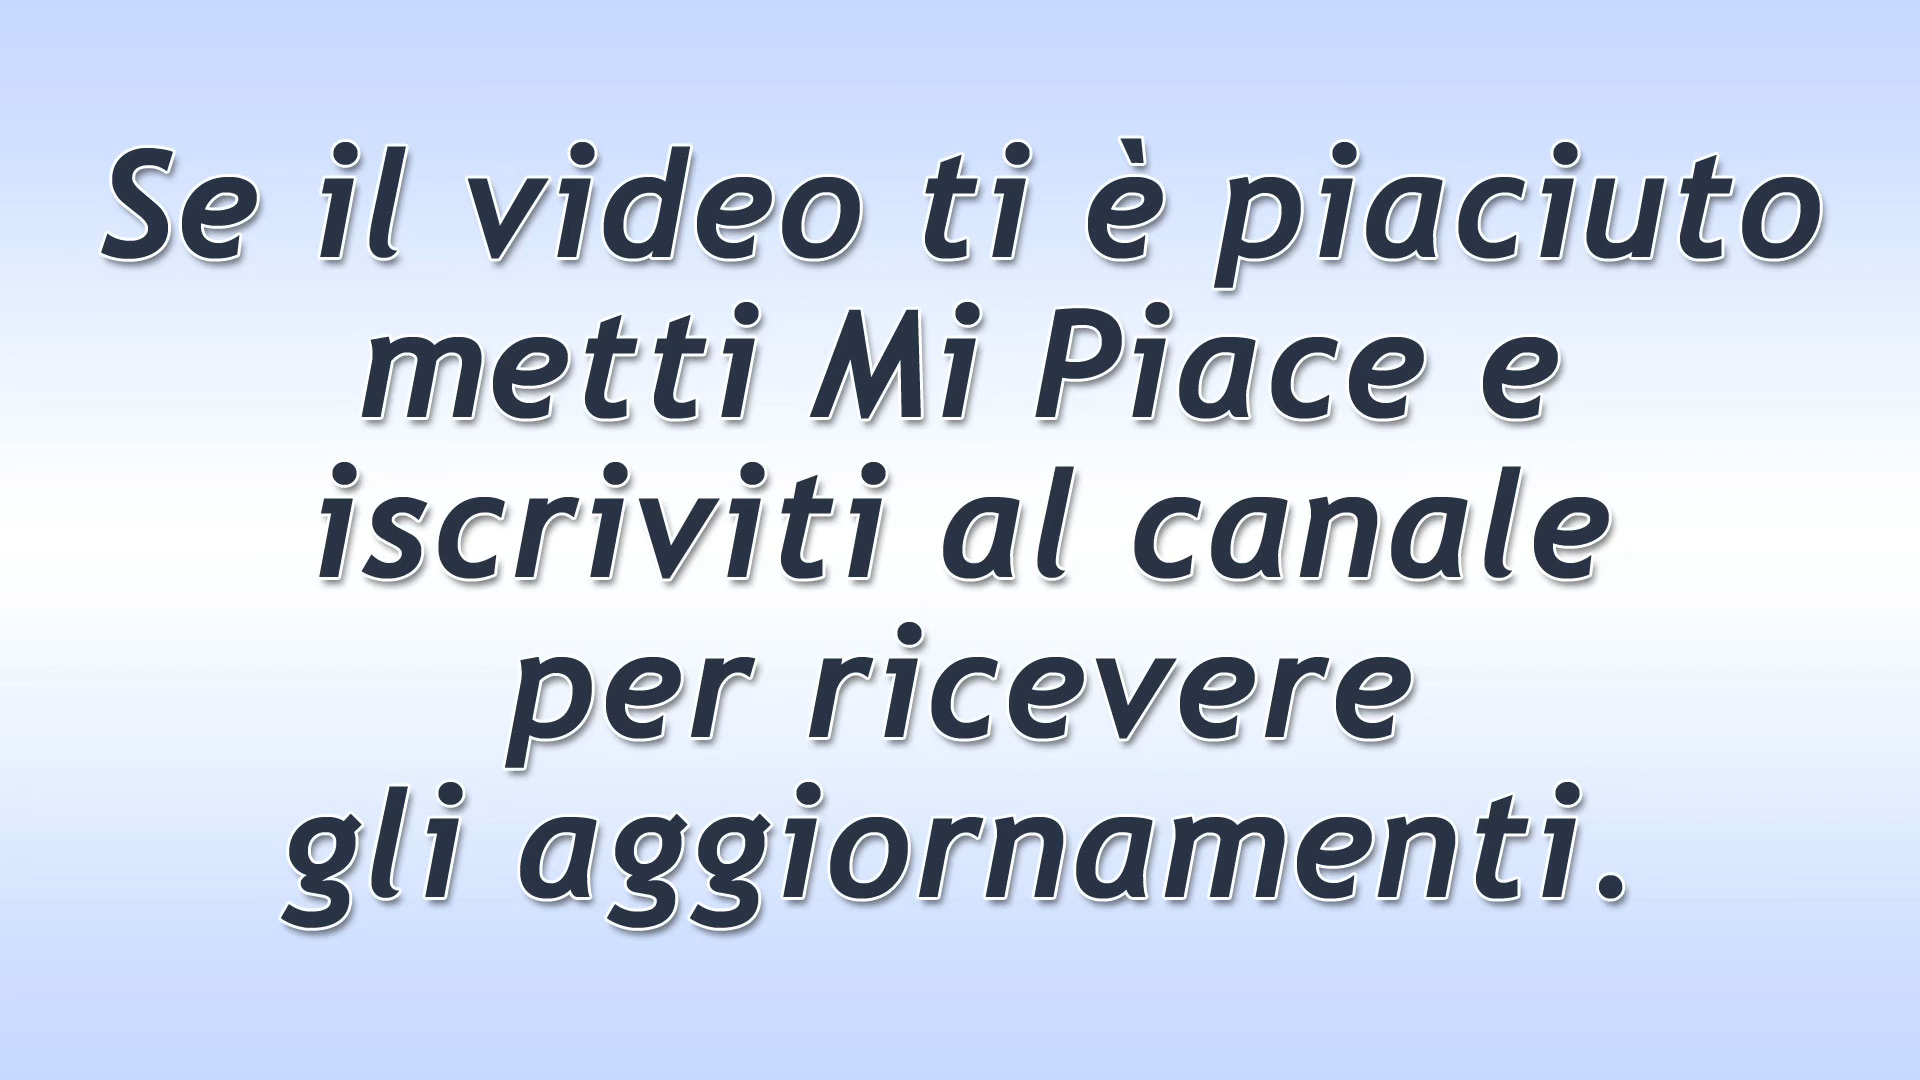 Se il video ti è piaciuto
metti Mi Piace e
iscriviti al canale
per ricevere
gli aggiornamenti.